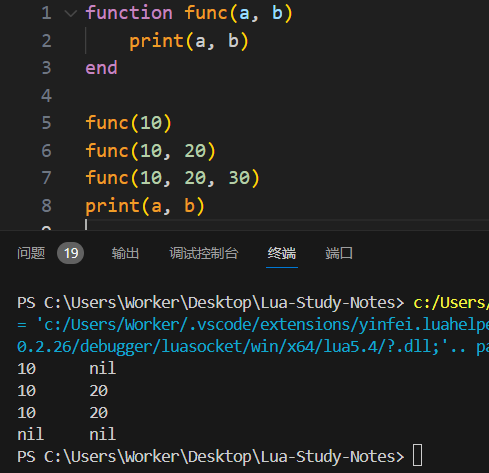 1 function func(a, b)
2 print(a, b)
3 end
4
5 func(10)
6 func(10, 20)
7 func(10, 20, 30)
8 print(a, b)
9
问题 19 输出 调试控制台 终端 端口
PS C:\Users\Worker\Desktop\Lua-Study-Notes> c:/Users/
= 'c:/Users/Worker/.vscode/extensions/yinfei.luahelpe
0.2.26/debugger/luasocket/win/x64/lua5.4/?.dll;'.. pa
10 nil
10 20
10 20
nil nil
PS C:\Users\Worker\Desktop\Lua-Study-Notes>